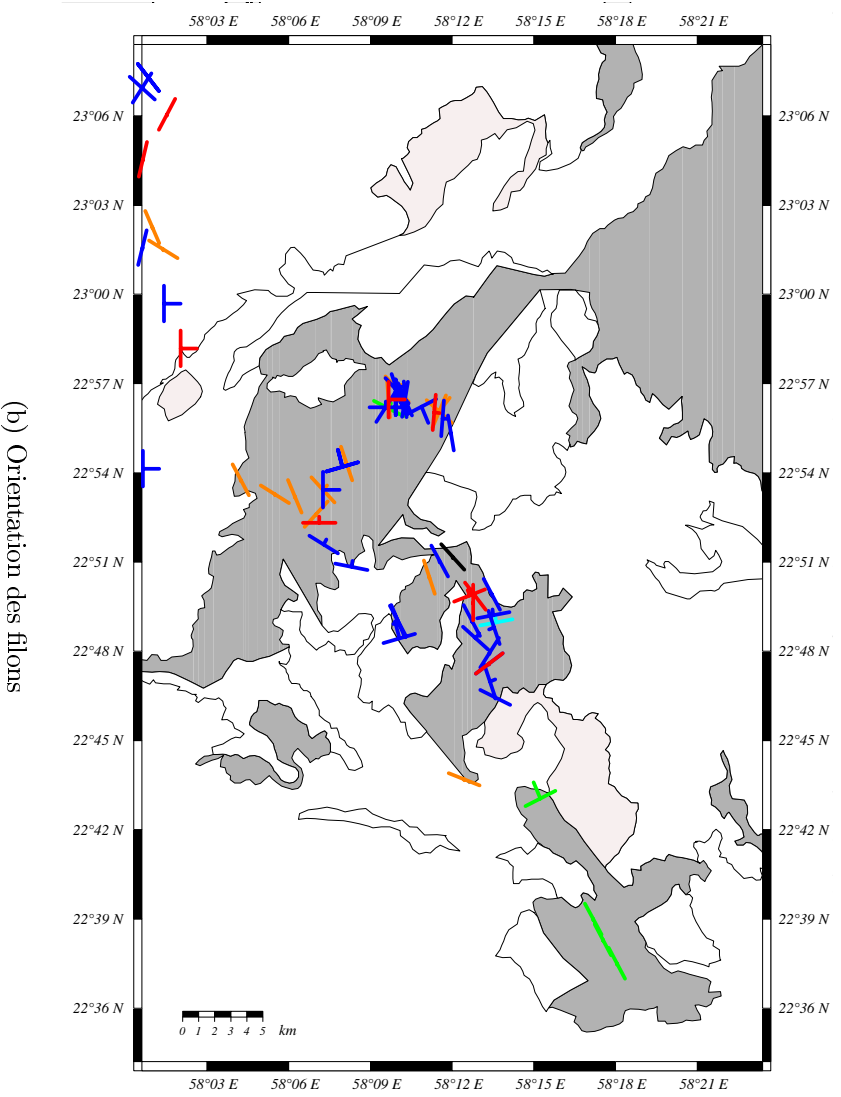 58°03 E 58°06 E 58°09 E 58°12 E 58°15 E 58°18 E 58°21 E
23°06 N 23°06 N
23°03 N 23°03 N
23°00 N 23°00 N
22°57 N 22°57 N
22°54 N 22°54 N
22°51 N 22°51 N
22°48 N 22°48 N
22°45 N 22°45 N
22°42 N 22°42 N
22°39 N 22°39 N
22°36 N 22°36 N
0 1 2 3 4 5 km
58°03 E 58°06 E 58°09 E 58°12 E 58°15 E 58°18 E 58°21 E
(b) Orientation des filons